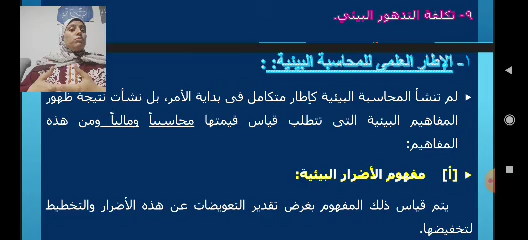 ٩- تكلفة التدهور البيئي.
١- الإطار العلمى للمحاسبة البيئية: :
لم تنشأ المحاسبة البيئية كإطار متكامل فى بداية الأمر، بل نشأت نتيجة ظهور
المفاهيم البيئية التى تتطلب قياس قيمتها محاسبياً ومالياً ومن هذه
المفاهيم:
[أ] مفهوم الأضرار البيئية:
يتم قياس ذلك المفهوم بغرض تقدير التعويضات عن هذه الأضرار والتخطيط
لتخفيضها.